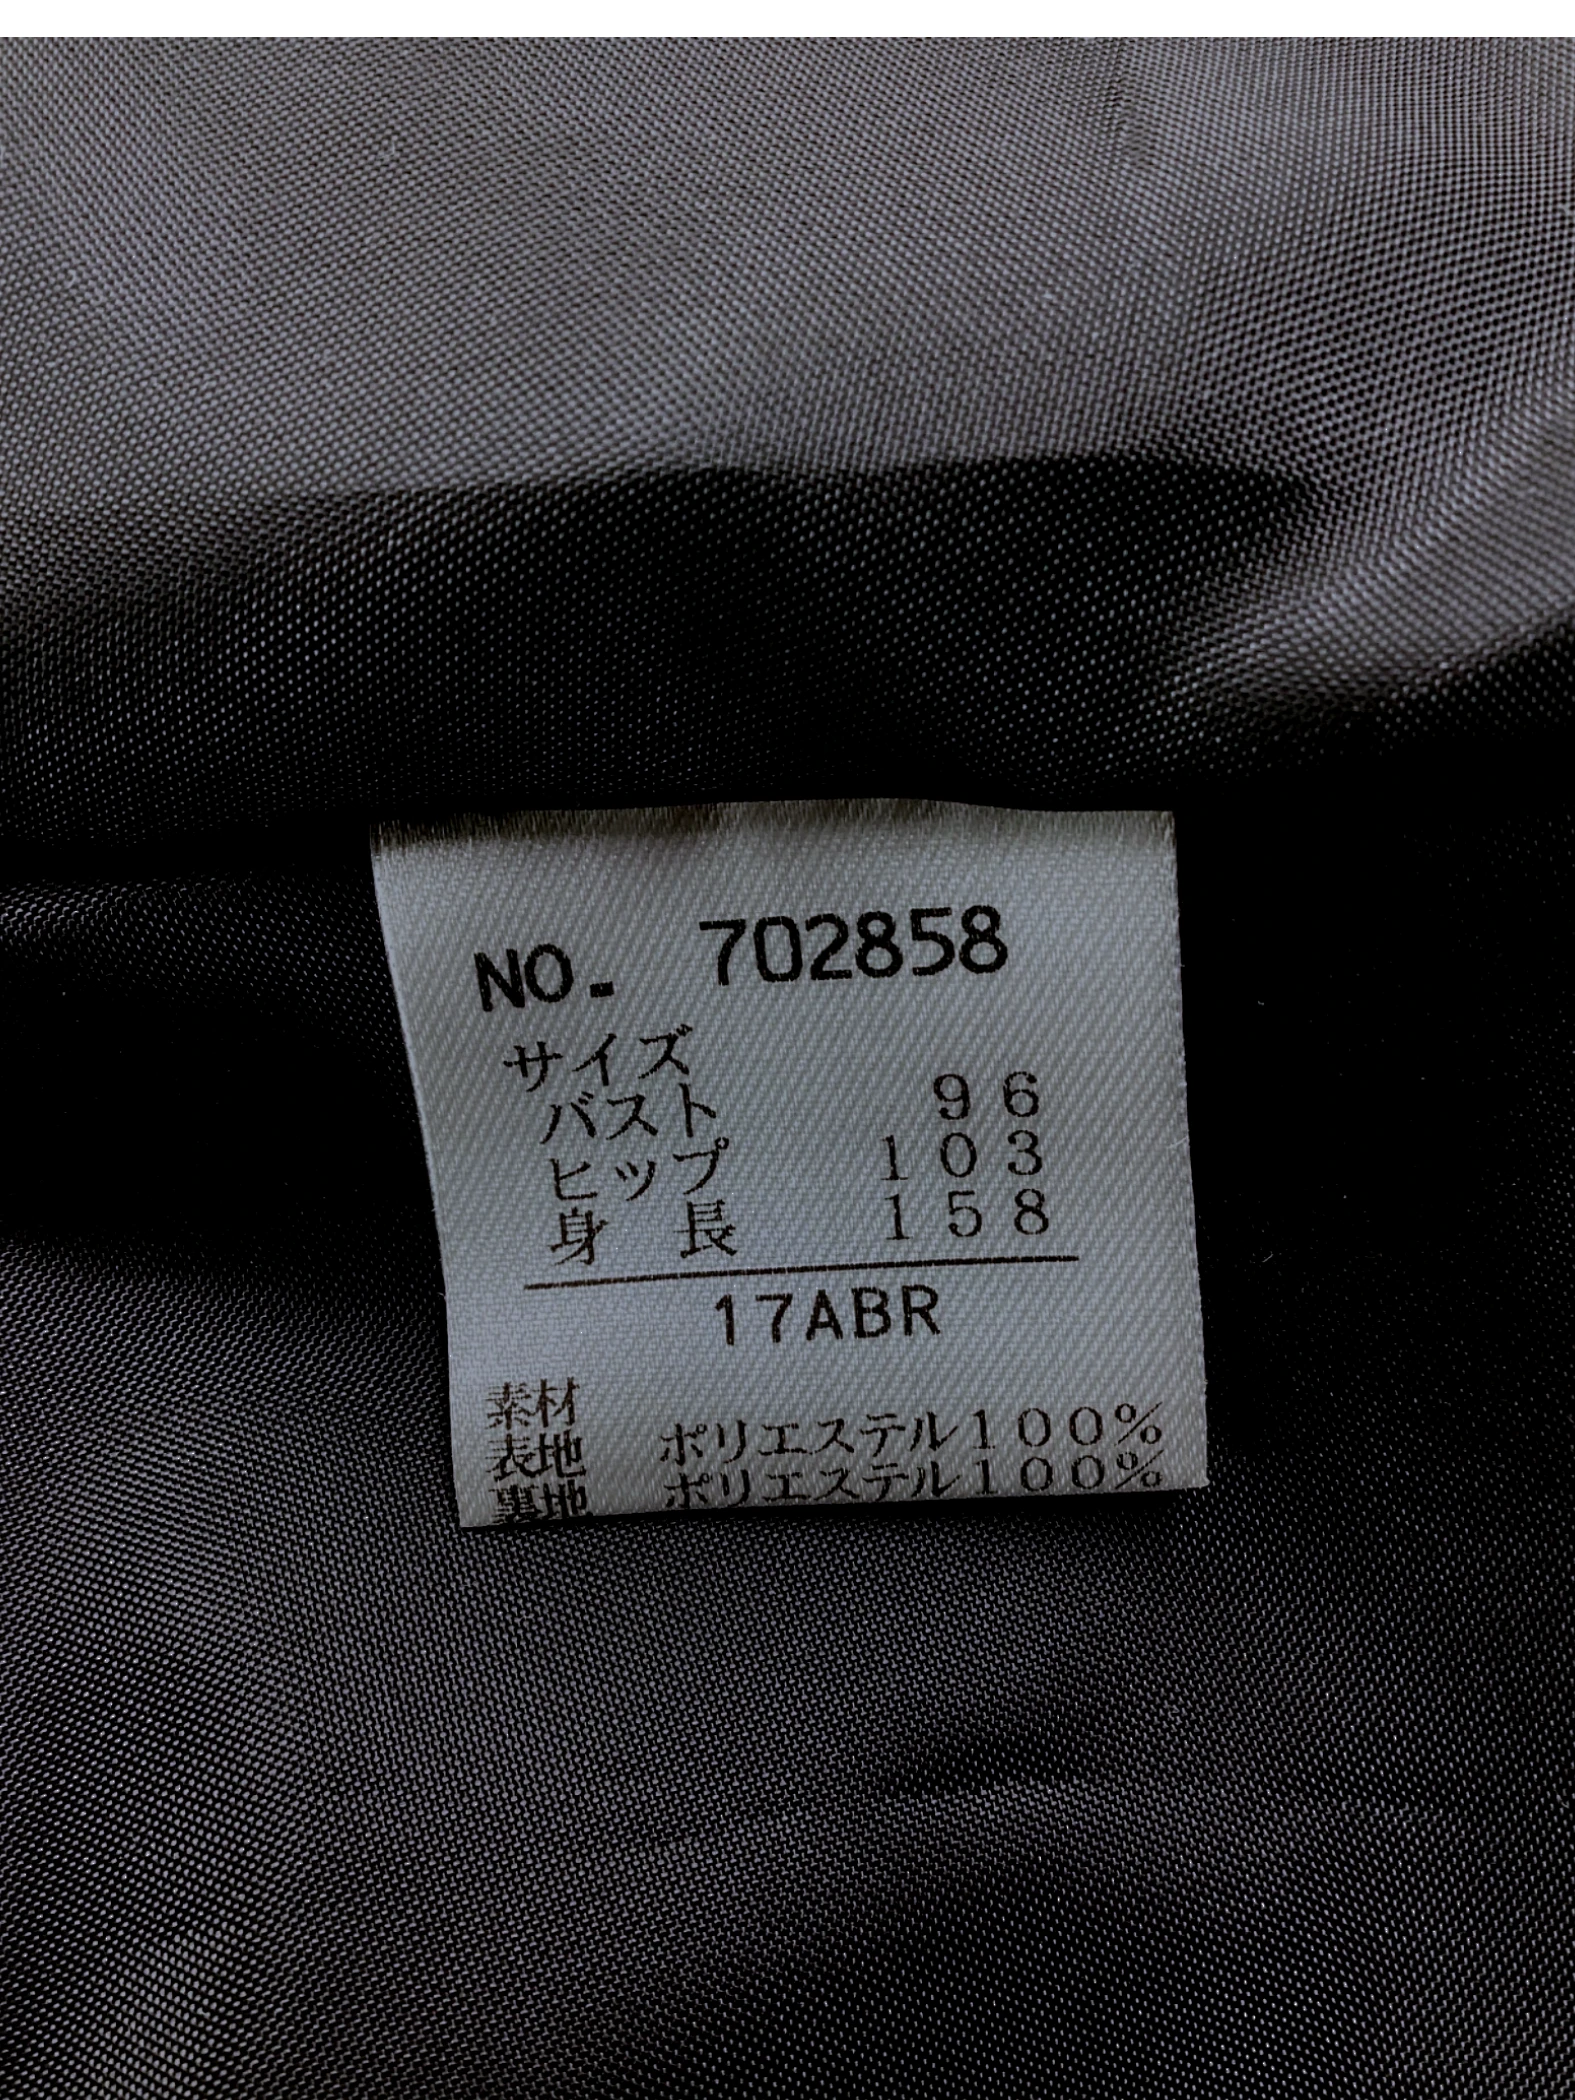 NO. 702858
サイズ
バスト 96
ヒップ 103
身 長 158
17ABR
素材
表地 ポリエステル100%
裏地 ポリエステル100%